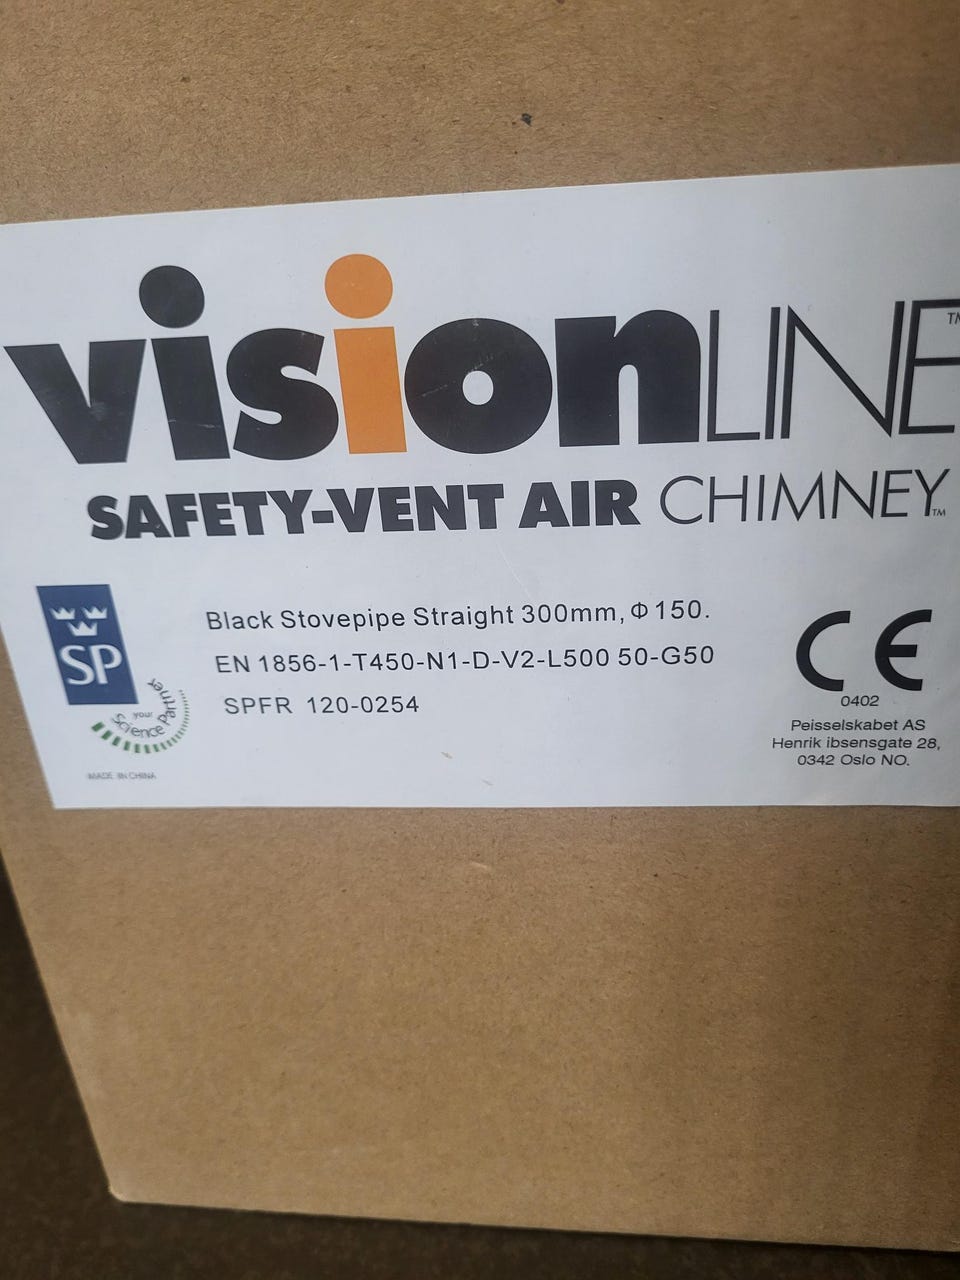 visionLINE™
SAFETY-VENT AIR CHIMNEY™
SP
your
Science Partner
MADE IN CHINA
Black Stovepipe Straight 300mm, Φ150.
EN 1856-1-T450-N1-D-V2-L500 50-G50
SPFR 120-0254
CE
0402
Peisselskabet AS
Henrik ibsensgate 28,
0342 Oslo NO.